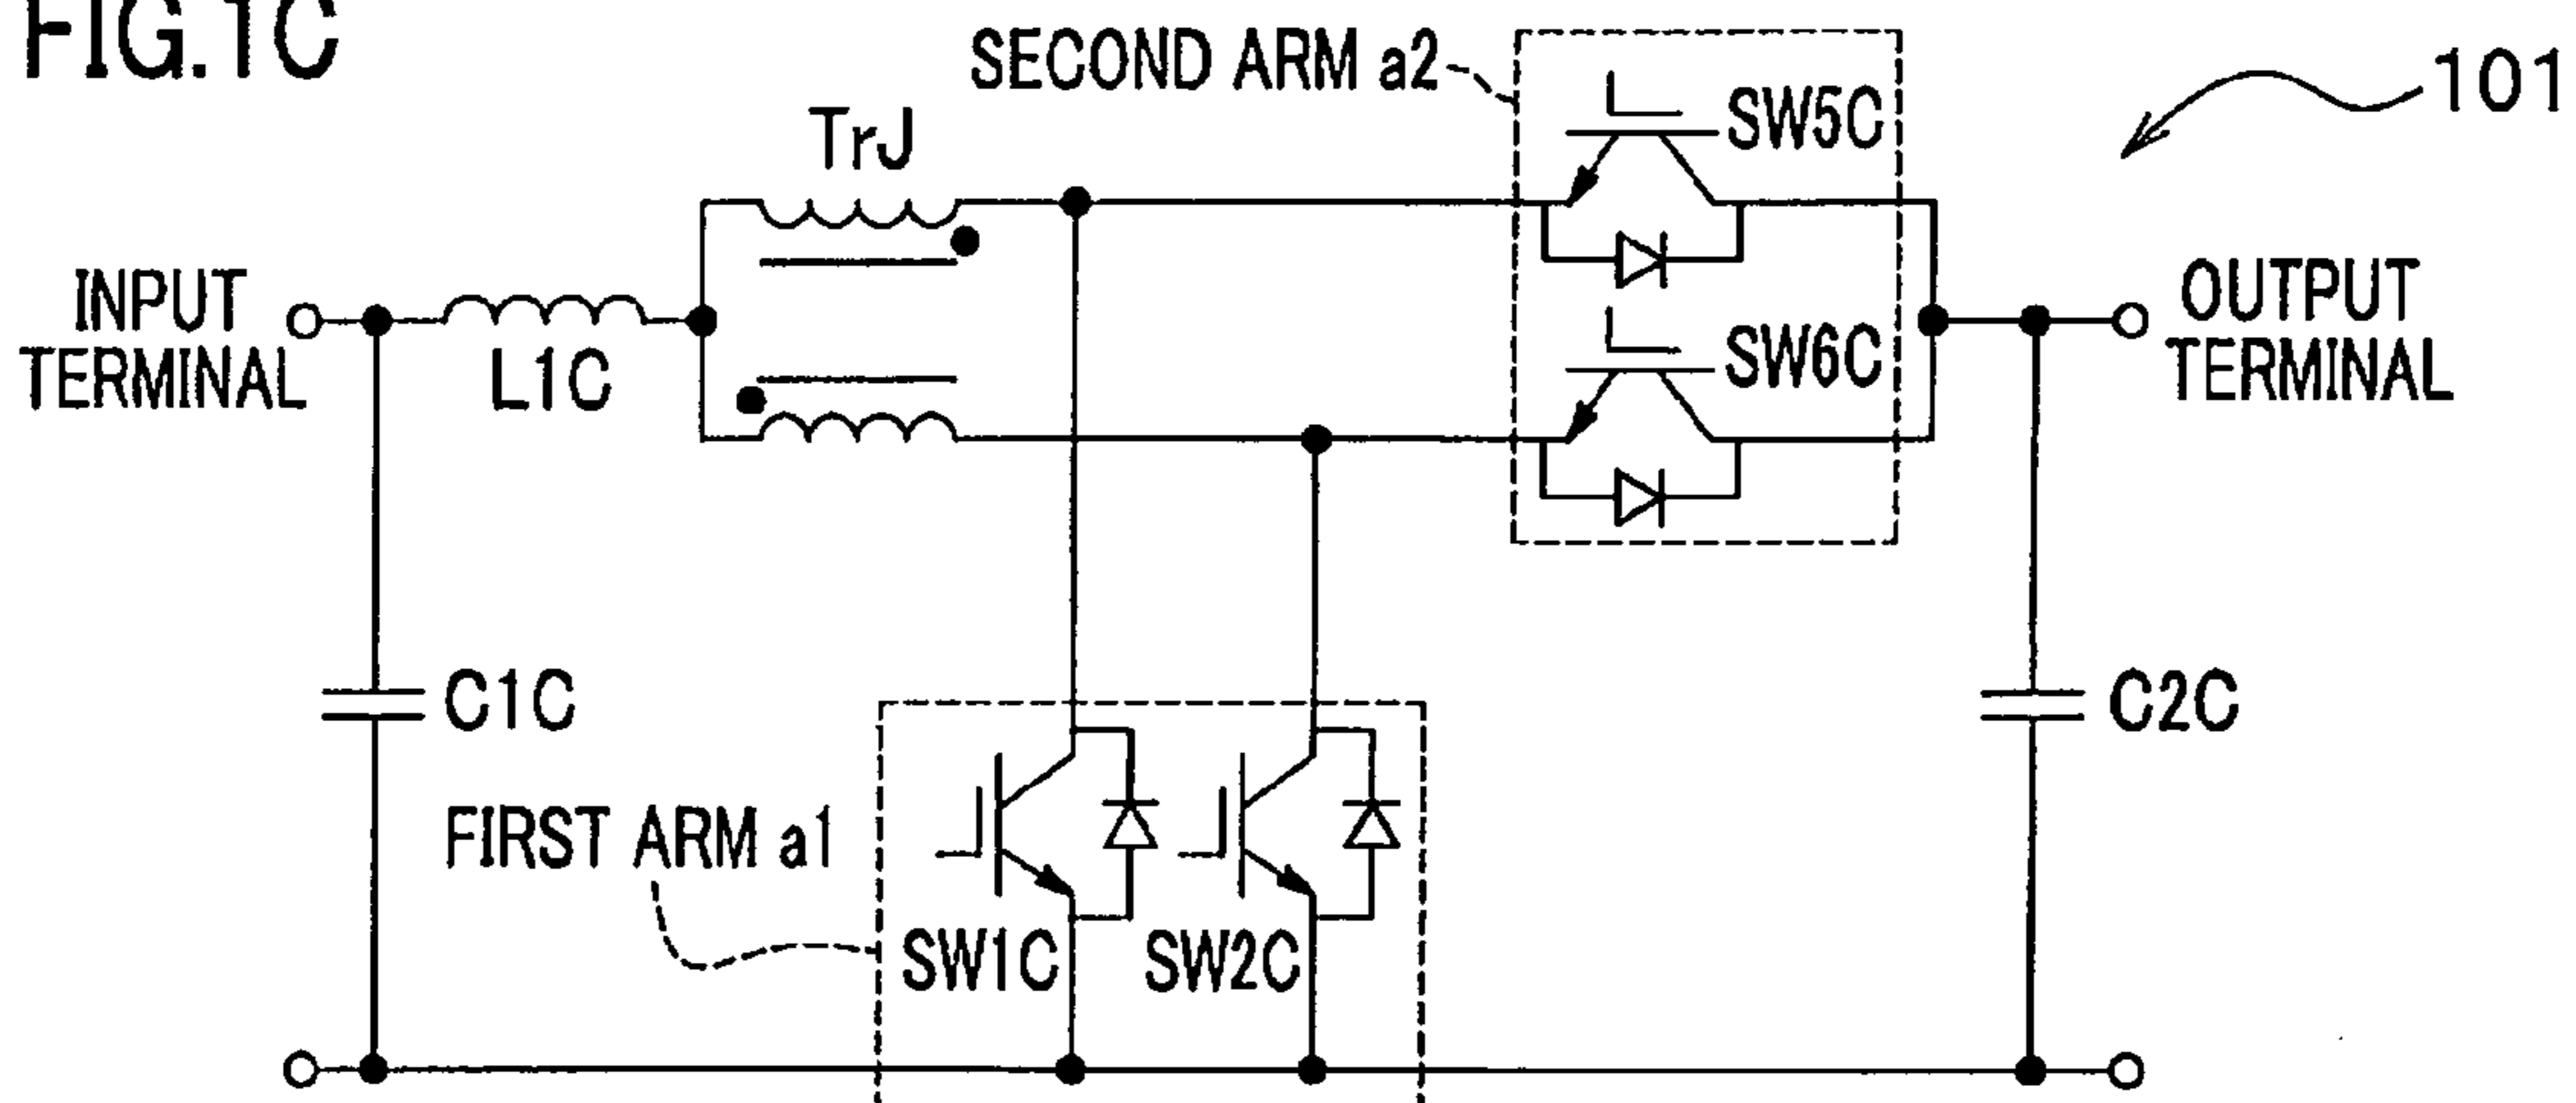 FIG.1C
SECOND ARM a2
SW5C
101
TrJ
INPUT
TERMINAL
L1C
SW6C
OUTPUT
TERMINAL
C1C
C2C
FIRST ARM a1
SW1C
SW2C